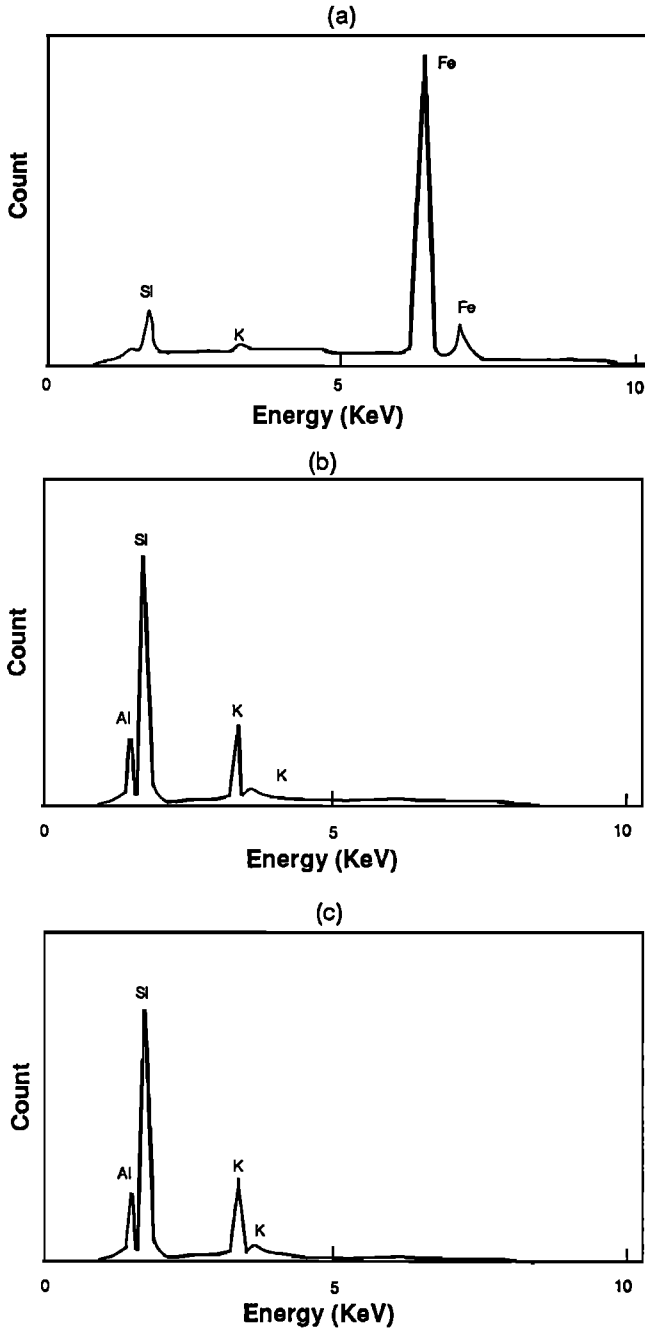 (a)
Fe
Si
Fe
K
Count
0 5 10
Energy (KeV)
(b)
Si
Al
K
K
Count
0 5 10
Energy (KeV)
(c)
Si
Al
K
K
Count
0 5 10
Energy (KeV)